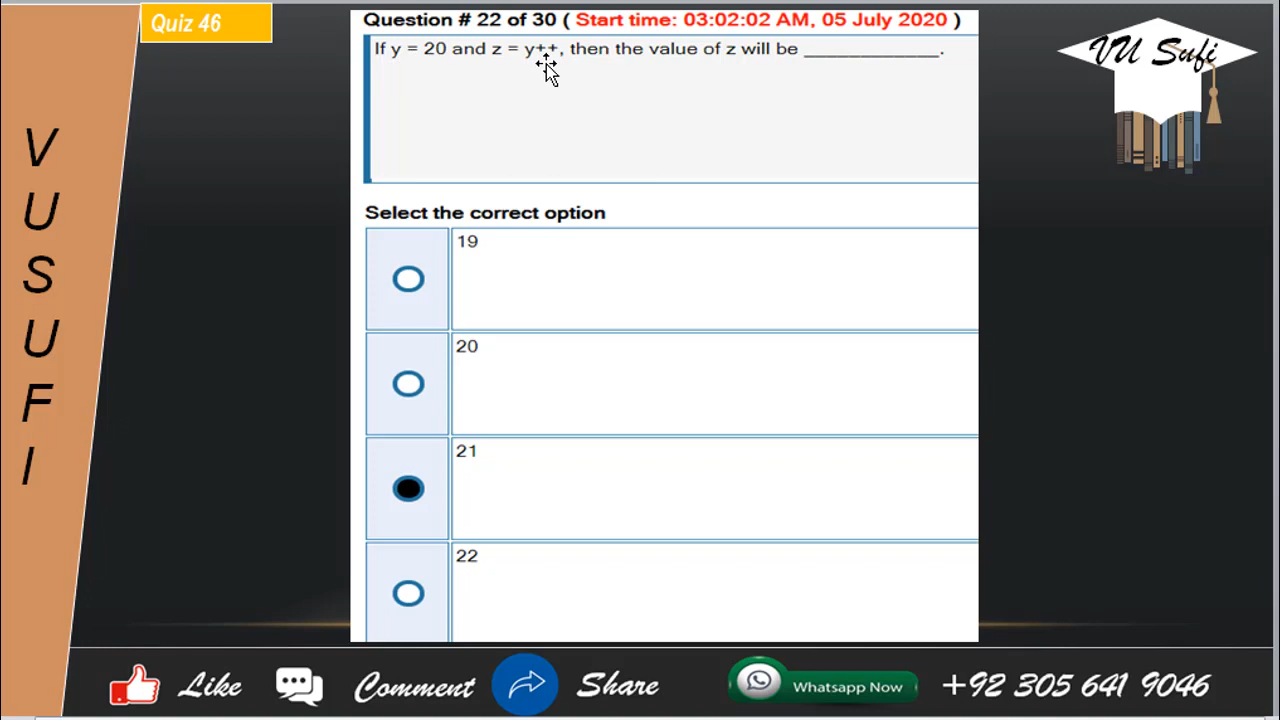 Quiz 46
Question # 22 of 30 ( Start time: 03:02:02 AM, 05 July 2020 )
If y = 20 and z = y++, then the value of z will be _____________.
VU Sufi
V
U
S
U
F
I
Select the correct option
19
20
21
22
Like
Comment
Share
Whatsapp Now
+92 305 641 9046